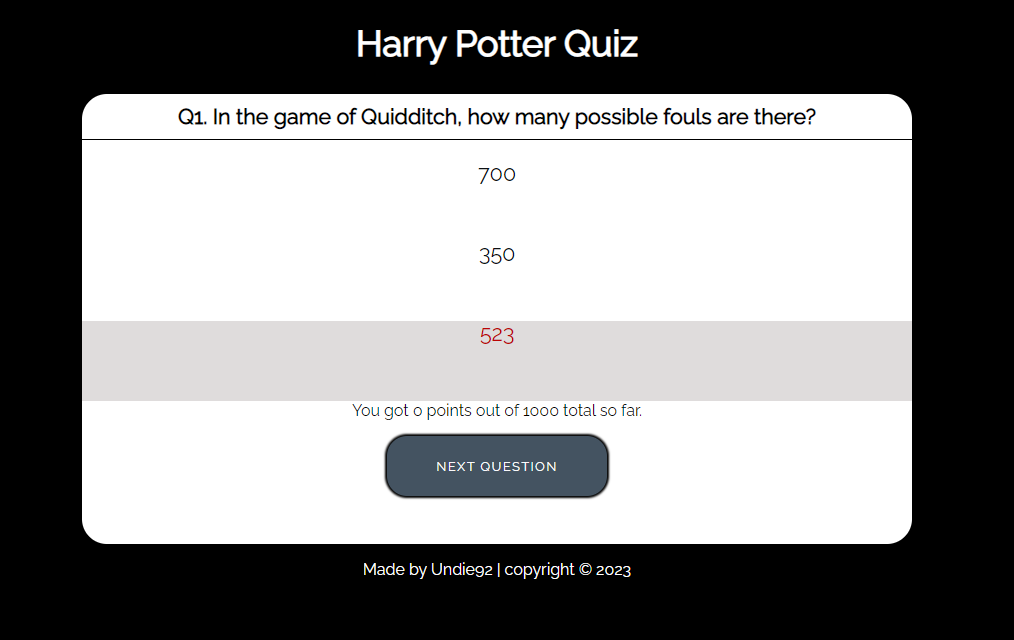 Harry Potter Quiz
Q1. In the game of Quidditch, how many possible fouls are there?
700
350
523
You got 0 points out of 1000 total so far.
NEXT QUESTION
Made by Undie92 | copyright © 2023